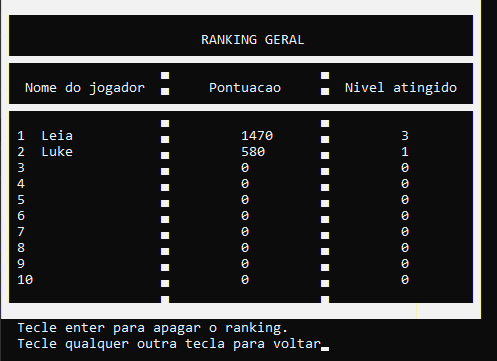 RANKING GERAL
Nome do jogador Pontuacao Nivel atingido
1 Leia 1470 3
2 Luke 580 1
3 0 0
4 0 0
5 0 0
6 0 0
7 0 0
8 0 0
9 0 0
10 0 0
Tecle enter para apagar o ranking.
Tecle qualquer outra tecla para voltar